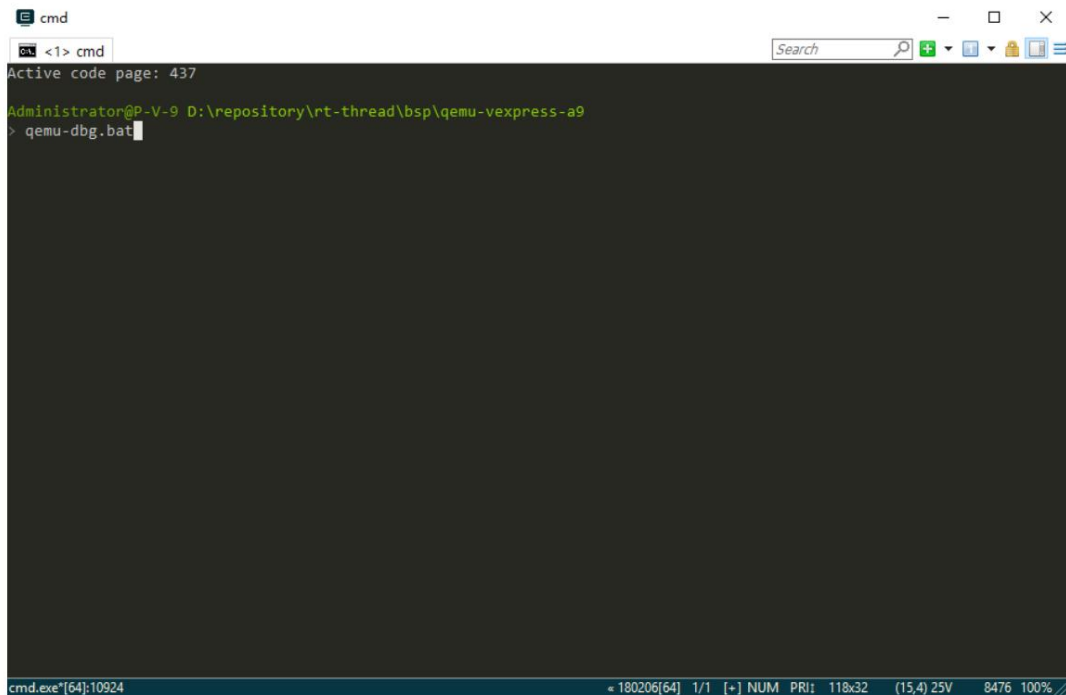 cmd
<1> cmd
Search
Active code page: 437
Administrator@P-V-9 D:\repository\rt-thread\bsp\qemu-vexpress-a9
> qemu-dbg.bat
cmd.exe*[64]:10924
« 180206[64] 1/1 [+] NUM PRI↕ 118x32 (15,4) 25V 8476 100%